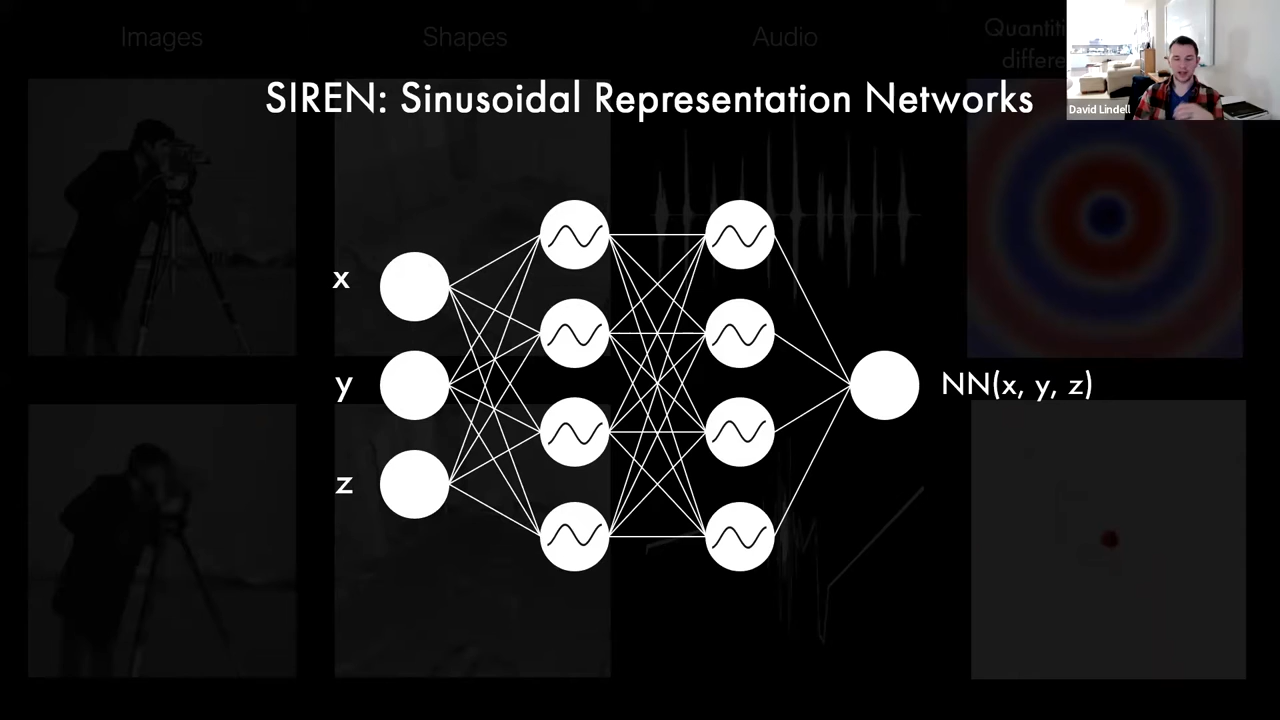 Images
Shapes
Audio
David Lindell
SIREN: Sinusoidal Representation Networks
x
y
z
NN(x, y, z)